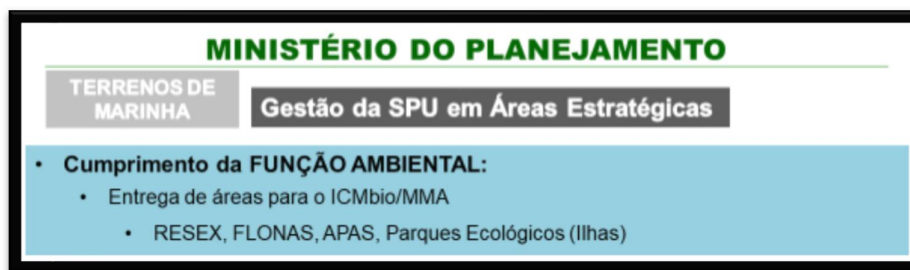 MINISTÉRIO DO PLANEJAMENTO
TERRENOS DE
MARINHA
Gestão da SPU em Áreas Estratégicas
• Cumprimento da FUNÇÃO AMBIENTAL:
• Entrega de áreas para o ICMbio/MMA
• RESEX, FLONAS, APAS, Parques Ecológicos (Ilhas)